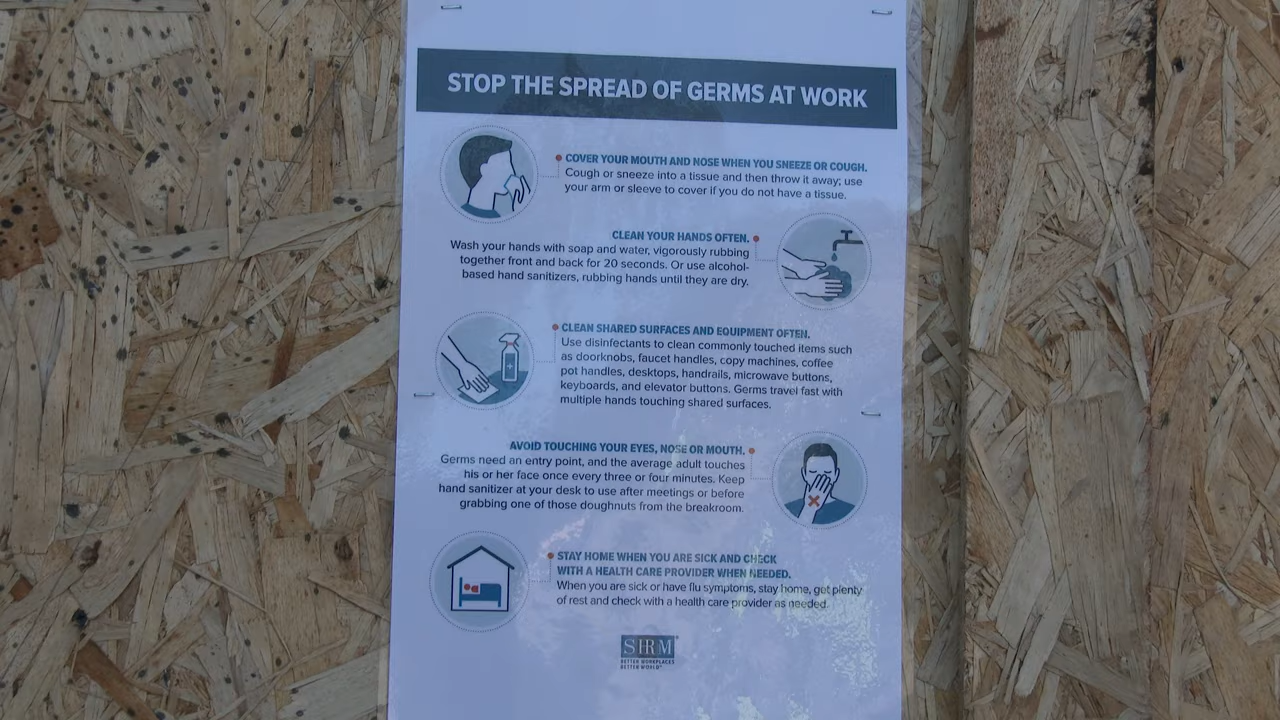 STOP THE SPREAD OF GERMS AT WORK
COVER YOUR MOUTH AND NOSE WHEN YOU SNEEZE OR COUGH.
Cough or sneeze into a tissue and then throw it away; use
your arm or sleeve to cover if you do not have a tissue.
CLEAN YOUR HANDS OFTEN.
Wash your hands with soap and water, vigorously rubbing
together front and back for 20 seconds. Or use alcohol-
based hand sanitizers, rubbing hands until they are dry.
CLEAN SHARED SURFACES AND EQUIPMENT OFTEN.
Use disinfectants to clean commonly touched items such
as doorknobs, faucet handles, copy machines, coffee
pot handles, desktops, handrails, microwave buttons,
keyboards, and elevator buttons. Germs travel fast with
multiple hands touching shared surfaces.
AVOID TOUCHING YOUR EYES, NOSE OR MOUTH.
Germs need an entry point, and the average adult touches
his or her face once every three or four minutes. Keep
hand sanitizer at your desk to use after meetings or before
grabbing one of those doughnuts from the breakroom.
STAY HOME WHEN YOU ARE SICK AND CHECK
WITH A HEALTH CARE PROVIDER WHEN NEEDED.
When you are sick or have flu symptoms, stay home, get plenty
of rest and check with a health care provider as needed.
SHRM
BETTER WORKPLACES
BETTER WORLD